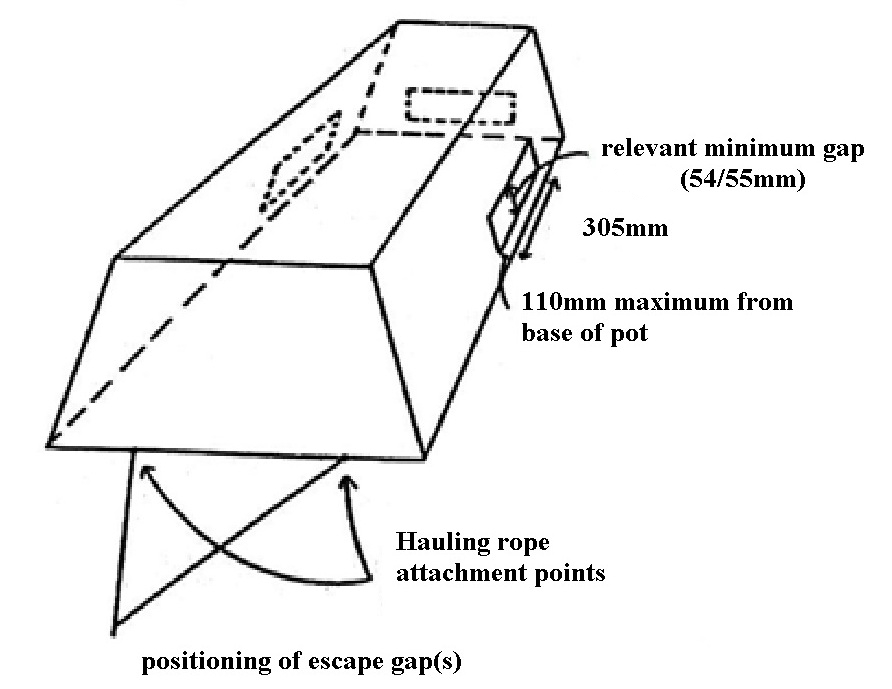 relevant minimum gap
(54/55mm)
305mm
110mm maximum from
base of pot
Hauling rope
attachment points
positioning of escape gap(s)